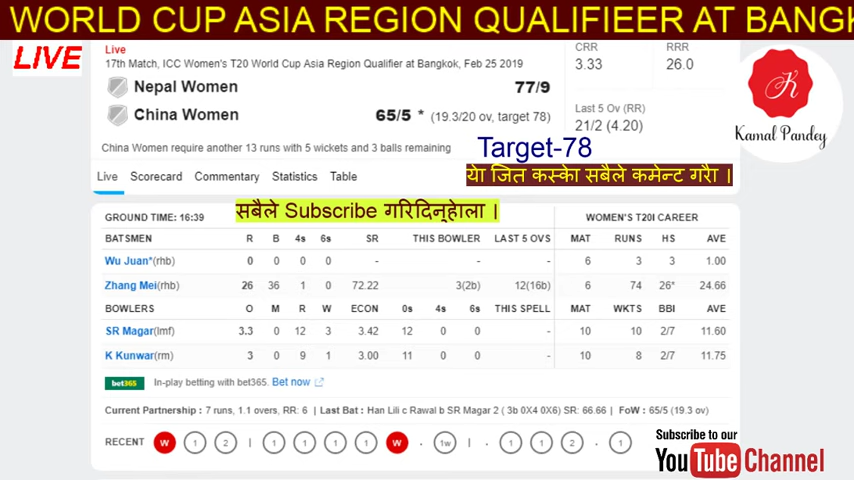 WORLD CUP ASIA REGION QUALIFIEER AT BANGK
LIVE
Live
17th Match, ICC Women's T20 World Cup Asia Region Qualifier at Bangkok, Feb 25 2019
Nepal Women 77/9
China Women 65/5 * (19.3/20 ov, target 78)
China Women require another 13 runs with 5 wickets and 3 balls remaining
CRR RRR
3.33 26.0
Last 5 Ov (RR)
21/2 (4.20)
K
Kamal Pandey
Target-78
येा जित कस्केा सबैले कमेन्ट गरैा ।
Live Scorecard Commentary Statistics Table
सबैले Subscribe गरिदिनुहेाला ।
GROUND TIME: 16:39 WOMEN'S T20I CAREER
BATSMEN R B 4s 6s SR THIS BOWLER LAST 5 OVS MAT RUNS HS AVE
Wu Juan*(rhb) 0 0 0 0 - - - 6 3 3 1.00
Zhang Mei(rhb) 26 36 1 0 72.22 3(2b) 12(16b) 6 74 26* 24.66
BOWLERS O M R W ECON 0s 4s 6s THIS SPELL MAT WKTS BBI AVE
SR Magar(lmf) 3.3 0 12 3 3.42 12 0 0 - 10 10 2/7 11.60
K Kunwar(rm) 3 0 9 1 3.00 11 0 0 - 10 8 2/7 11.75
bet365 In-play betting with bet365. Bet now
Current Partnership : 7 runs, 1.1 overs, RR: 6 | Last Bat : Han Lili c Rawal b SR Magar 2 ( 3b 0X4 0X6) SR: 66.66 | FoW : 65/5 (19.3 ov)
RECENT W 1 2 | 1 1 1 1 W . 1w | . 1 1 2 . 1
Subscribe to our
YouTube Channel